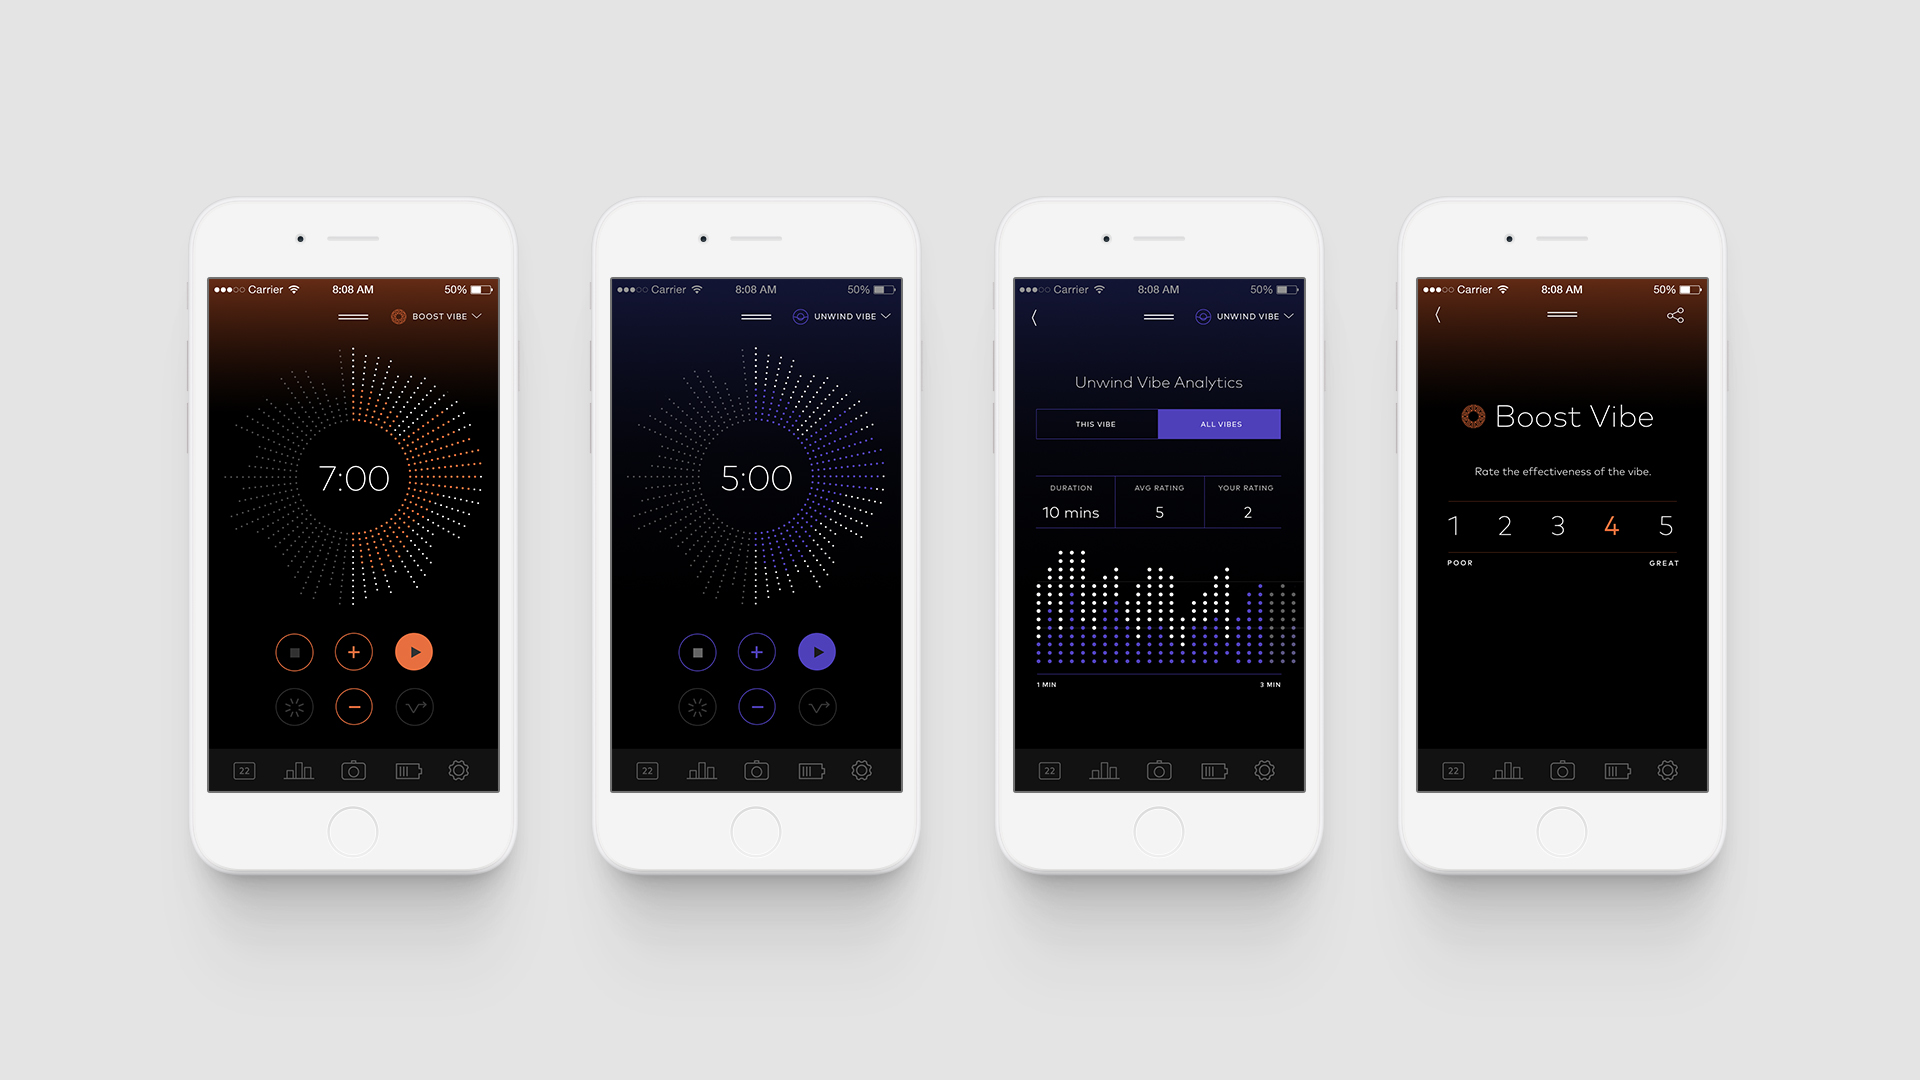 Carrier 8:08 AM 50%
BOOST VIBE
7:00
22
Carrier 8:08 AM 50%
UNWIND VIBE
5:00
22
Carrier 8:08 AM 50%
UNWIND VIBE
Unwind Vibe Analytics
THIS VIBE ALL VIBES
DURATION AVG RATING YOUR RATING
10 mins 5 2
1 MIN 3 MIN
22
Carrier 8:08 AM 50%
Boost Vibe
Rate the effectiveness of the vibe.
1 2 3 4 5
POOR GREAT
22